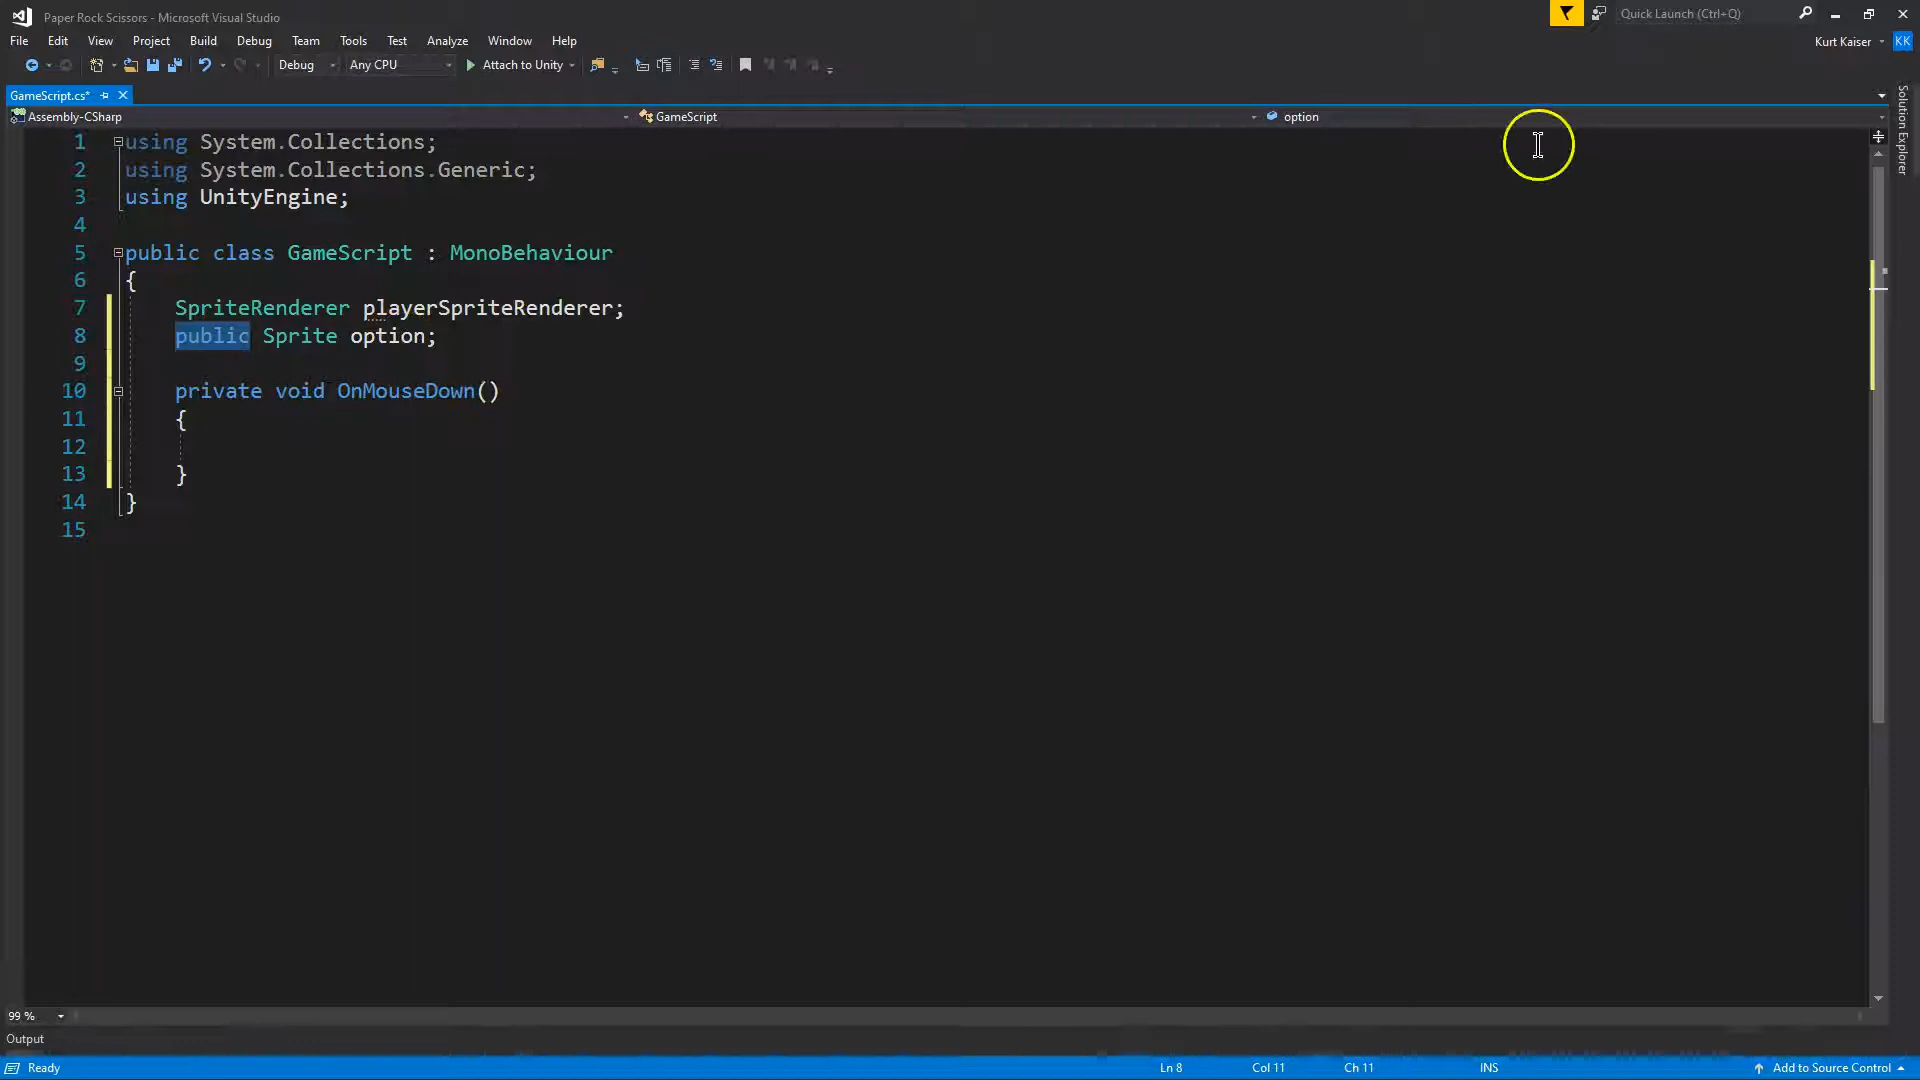 Paper Rock Scissors - Microsoft Visual Studio
Quick Launch (Ctrl+Q)
File Edit View Project Build Debug Team Tools Test Analyze Window Help
Kurt Kaiser KK
Debug Any CPU Attach to Unity
GameScript.cs*
Solution Explorer
Assembly-CSharp GameScript option
1 using System.Collections;
2 using System.Collections.Generic;
3 using UnityEngine;
4
5 public class GameScript : MonoBehaviour
6 {
7 SpriteRenderer playerSpriteRenderer;
8 public Sprite option;
9
10 private void OnMouseDown()
11 {
12
13 }
14 }
15
99 %
Output
Ready Ln 8 Col 11 Ch 11 INS Add to Source Control